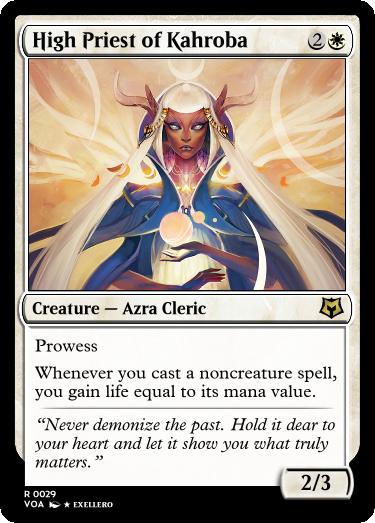 High Priest of Kahroba 2
Creature — Azra Cleric
Prowess
Whenever you cast a noncreature spell,
you gain life equal to its mana value.
“Never demonize the past. Hold it dear to
your heart and let it show you what truly
matters.”
2/3
R 0029
VOA ★ EXELLERO